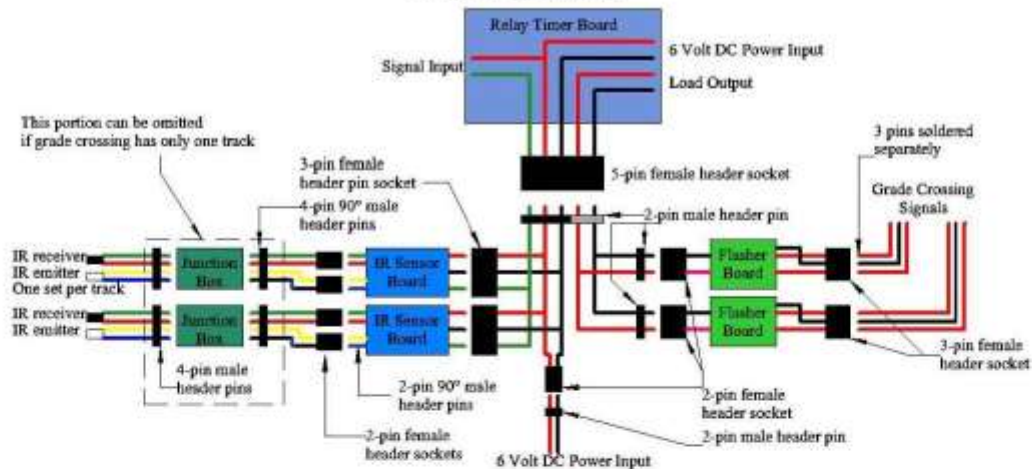 Relay Timer Board
6 Volt DC Power Input
Signal Input
Load Output
This portion can be omitted
if grade crossing has only one track
3-pin female
header pin socket
4-pin 90° male
header pins
5-pin female header socket
2-pin male header pin
3 pins soldered
separately
Grade Crossing
Signals
IR receiver
IR emitter
One set per track
IR receiver
IR emitter
Junction
Box
Junction
Box
IR Sensor
Board
IR Sensor
Board
Flasher
Board
Flasher
Board
4-pin male
header pins
2-pin 90° male
header pins
2-pin female
header sockets
2-pin female
header socket
2-pin male header pin
3-pin female
header socket
6 Volt DC Power Input